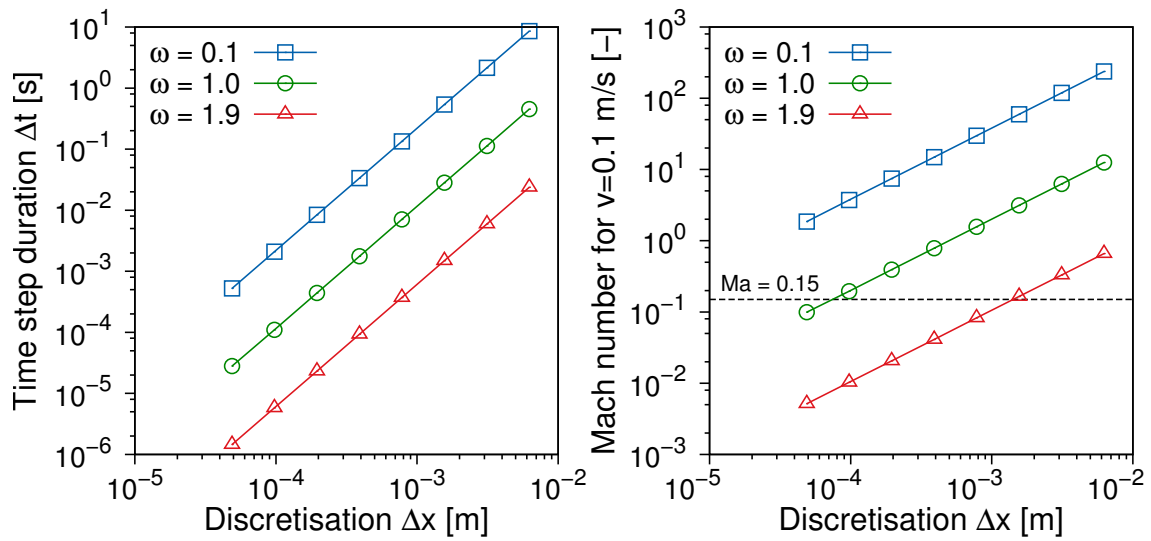 Time step duration Δt [s]
10^1
10^0
10^−1
10^−2
10^−3
10^−4
10^−5
10^−6
ω = 0.1
ω = 1.0
ω = 1.9
10^−5
10^−4
10^−3
10^−2
Discretisation Δx [m]
Mach number for v=0.1 m/s [−]
10^3
10^2
10^1
10^0
10^−1
10^−2
10^−3
ω = 0.1
ω = 1.0
ω = 1.9
Ma = 0.15
10^−5
10^−4
10^−3
10^−2
Discretisation Δx [m]